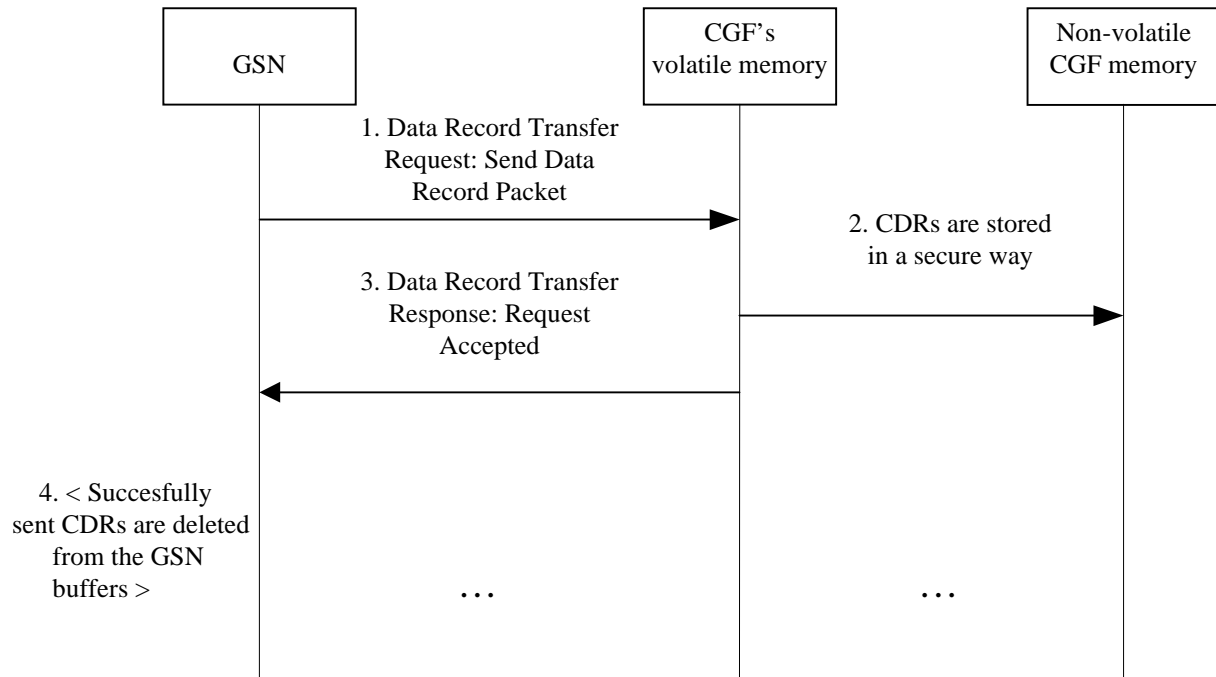 GSN
CGF's
volatile memory
Non-volatile
CGF memory
1. Data Record Transfer
Request: Send Data
Record Packet
2. CDRs are stored
in a secure way
3. Data Record Transfer
Response: Request
Accepted
4. < Succesfully
sent CDRs are deleted
from the GSN
buffers >
...
...